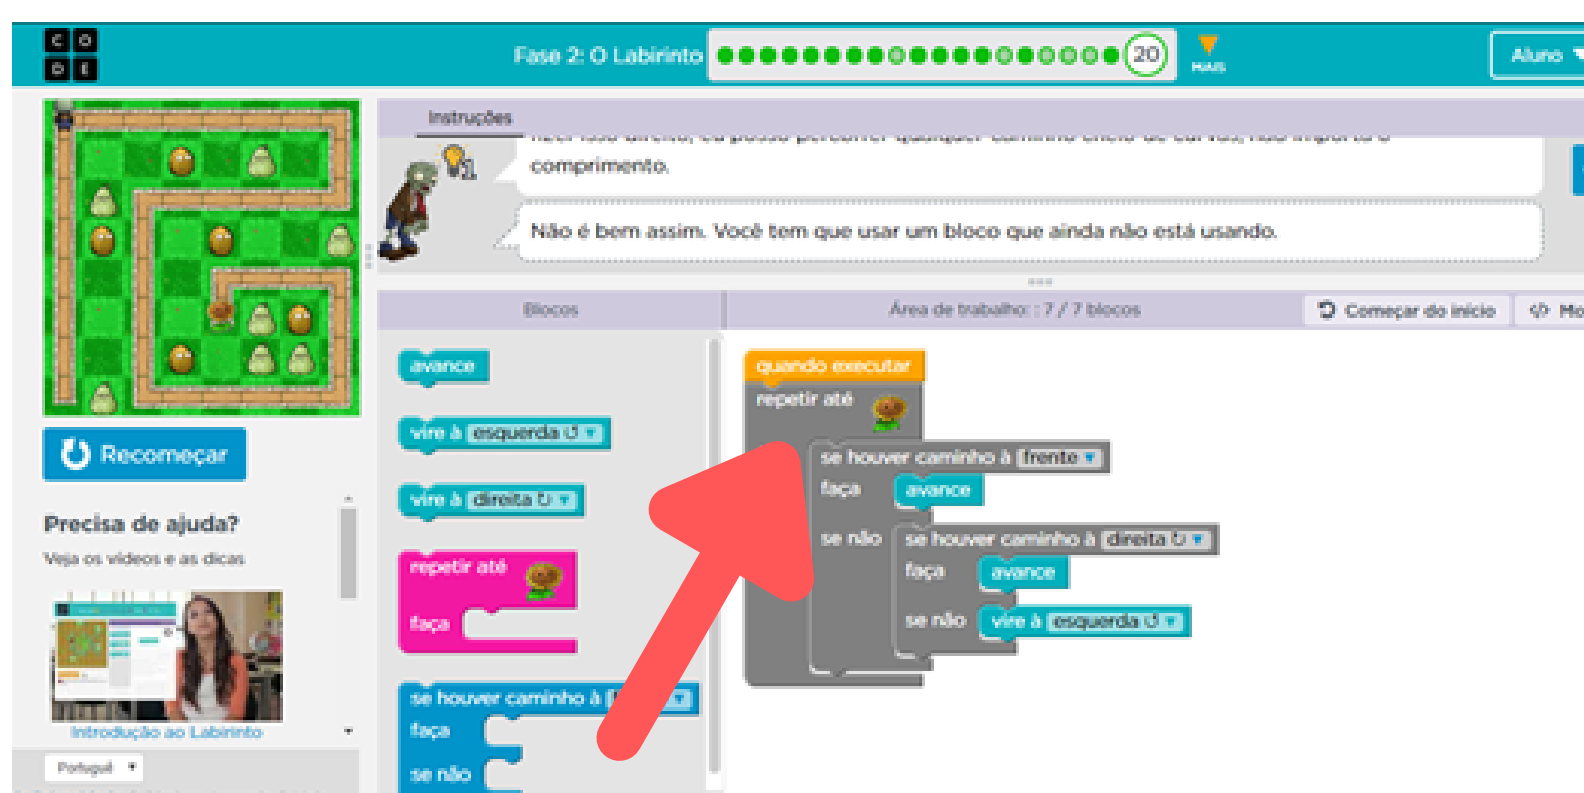 C O
D E
Fase 2: O Labirinto
20
MAIS
Aluno
Instruções
comprimento.
Não é bem assim. Você tem que usar um bloco que ainda não está usando.
Blocos
Área de trabalho: : 7 / 7 blocos
Começar do início
Mo
avance
vire à esquerda
vire à direita
repetir até
faça
se houver caminho à
faça
se não
quando executar
repetir até
se houver caminho à frente
faça
avance
se não
se houver caminho à direita
faça
avance
se não
vire à esquerda
Recomeçar
Precisa de ajuda?
Veja os vídeos e as dicas
Introdução ao Labirinto